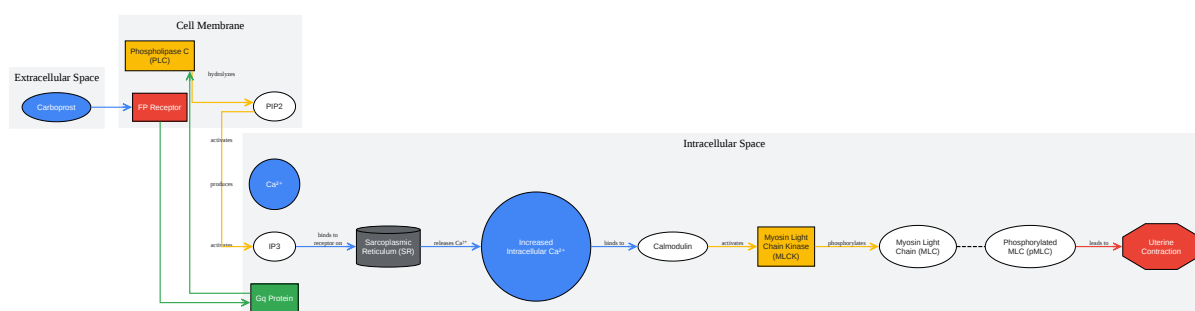 Cell Membrane
Phospholipase C
(PLC)
hydrolyzes
Extracellular Space
Carboprost
FP Receptor
PIP2
activates
Intracellular Space
Ca²⁺
produces
activates
IP3
binds to
receptor on
Sarcoplasmic
Reticulum (SR)
releases Ca²⁺
Increased
Intracellular Ca²⁺
binds to
Calmodulin
activates
Myosin Light
Chain Kinase
(MLCK)
phosphorylates
Myosin Light
Chain (MLC)
Phosphorylated
MLC (pMLC)
leads to
Uterine
Contraction
Gq Protein